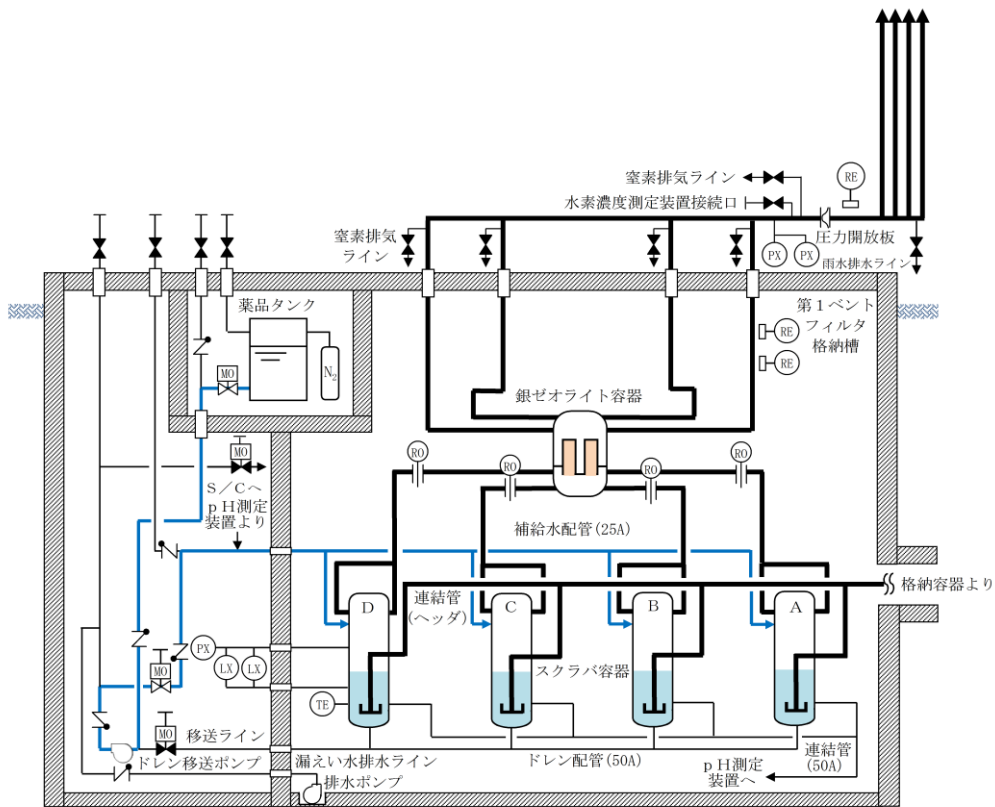 窒素排気ライン
RE
水素濃度測定装置接続口
窒素排気
ライン
圧力開放板
PX
PX
雨水排水ライン
薬品タンク
第１ベント
フィルタ
格納槽
RE
RE
MO
N2
銀ゼオライト容器
MO
RO
RO
RO
RO
S／Cへ
ｐH測定
装置より
補給水配管(25A)
格納容器より
連結管
(ヘッダ)
D
C
B
A
PX
LX
LX
スクラバ容器
MO
TE
MO
移送ライン
ドレン移送ポンプ
漏えい水排水ライン
排水ポンプ
ドレン配管(50A)
連結管
(50A)
ｐH測定
装置へ